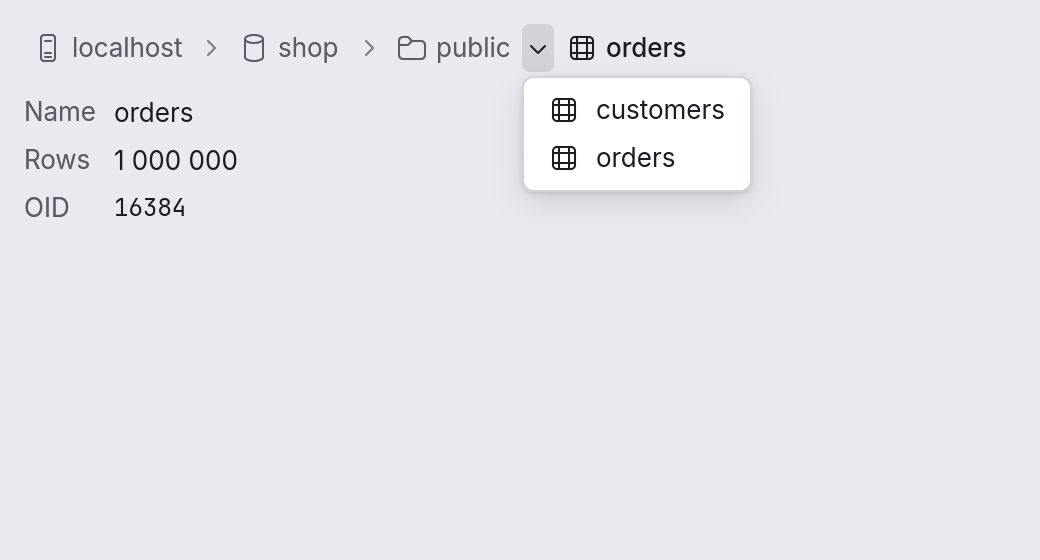 localhost shop public orders
customers
orders
Name orders
Rows 1 000 000
OID 16384